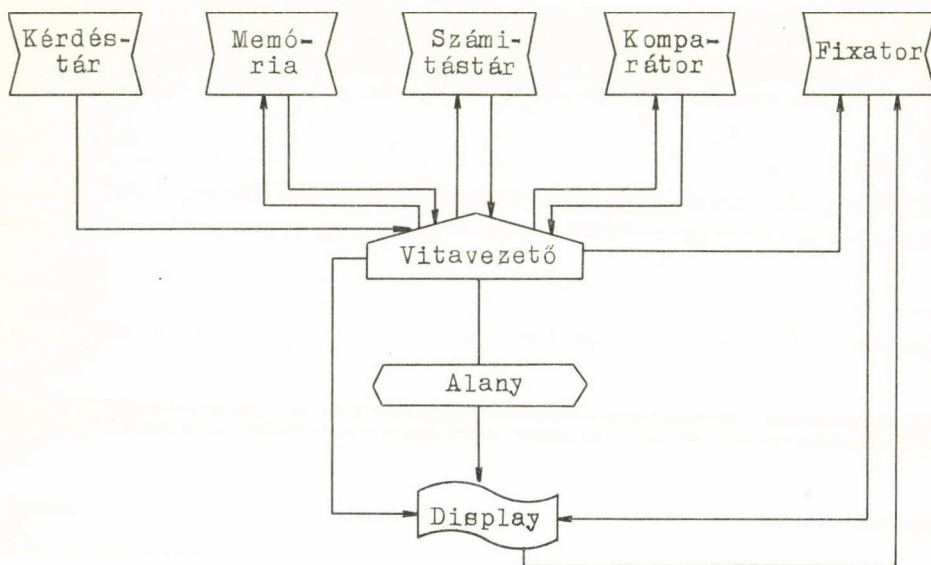 Kérdés-
tár
Memó-
ria
Számi-
tástár
Kompa-
rátor
Fixator
Vitavezető
Alany
Display